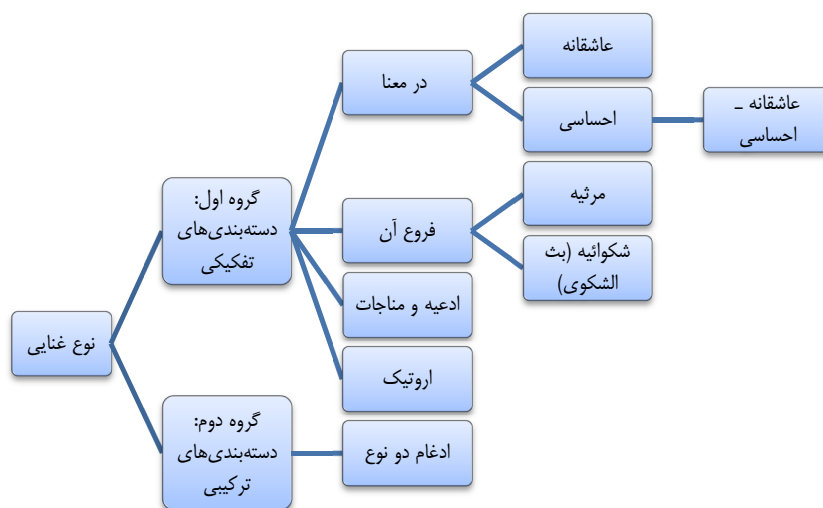 نوع غنایی
گروه اول:
دسته‌بندی‌های
تفکیکی
در معنا
عاشقانه
احساسی
عاشقانه ـ
احساسی
فروع آن
مرثیه
شکوائیه (بث
الشکوی)
ادعیه و مناجات
اروتیک
گروه دوم:
دسته‌بندی‌های
ترکیبی
ادغام دو نوع